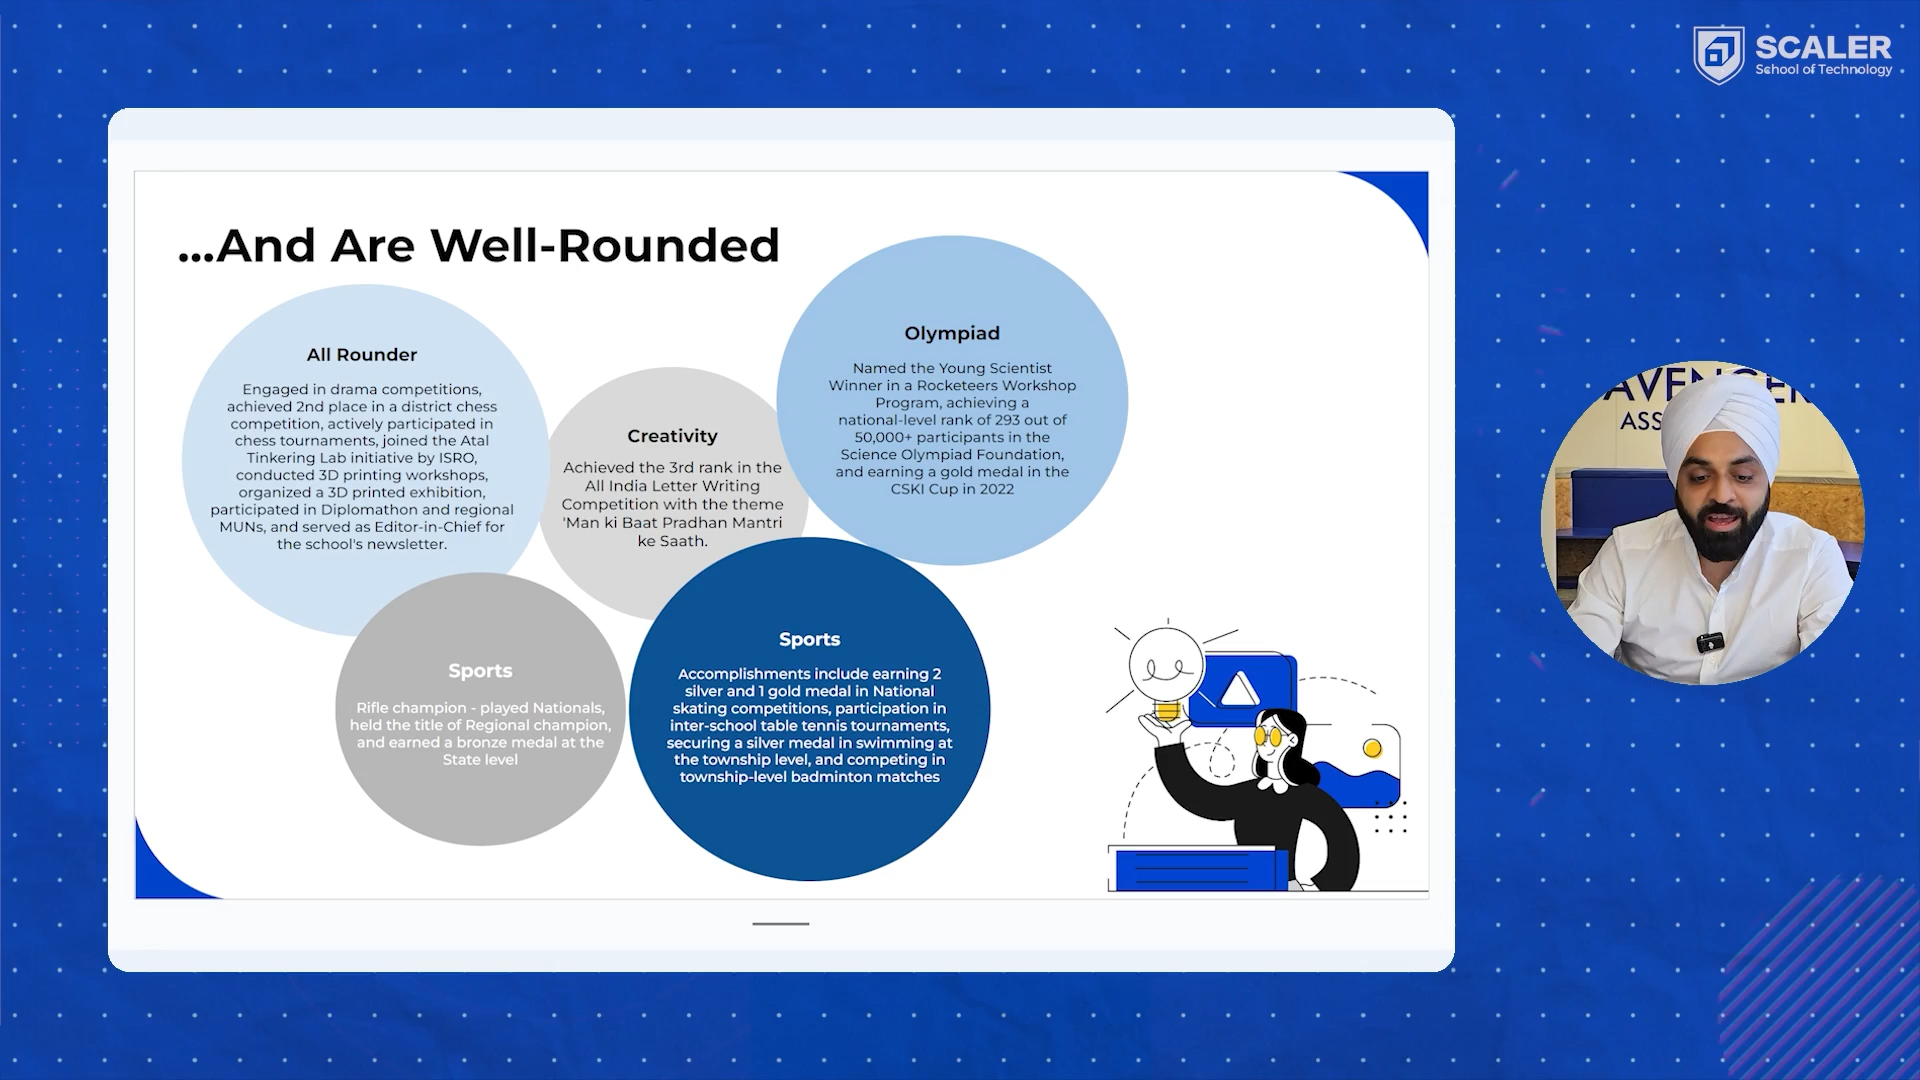 SCALER
School of Technology
...And Are Well-Rounded
All Rounder
Engaged in drama competitions,
achieved 2nd place in a district chess
competition, actively participated in
chess tournaments, joined the Atal
Tinkering Lab initiative by ISRO,
conducted 3D printing workshops,
organized a 3D printed exhibition,
participated in Diplomathon and regional
MUNs, and served as Editor-in-Chief for
the school's newsletter.
Creativity
Achieved the 3rd rank in the
All India Letter Writing
Competition with the theme
'Man ki Baat Pradhan Mantri
ke Saath.
Olympiad
Named the Young Scientist
Winner in a Rocketeers Workshop
Program, achieving a
national-level rank of 293 out of
50,000+ participants in the
Science Olympiad Foundation,
and earning a gold medal in the
CSKI Cup in 2022
Sports
Rifle champion - played Nationals,
held the title of Regional champion,
and earned a bronze medal at the
State level
Sports
Accomplishments include earning 2
silver and 1 gold medal in National
skating competitions, participation in
inter-school table tennis tournaments,
securing a silver medal in swimming at
the township level, and competing in
township-level badminton matches